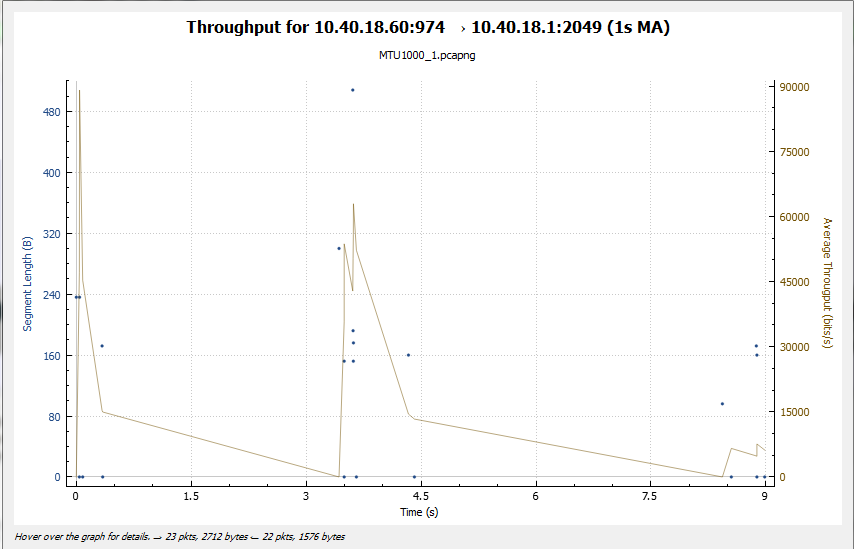 Throughput for 10.40.18.60:974 → 10.40.18.1:2049 (1s MA)
MTU1000_1.pcapng
480
400
320
240
160
80
0
Segment Length (B)
90000
75000
60000
45000
30000
15000
0
Average Througput (bits/s)
0 1.5 3 4.5 6 7.5 9
Time (s)
Hover over the graph for details. → 23 pkts, 2712 bytes ← 22 pkts, 1576 bytes